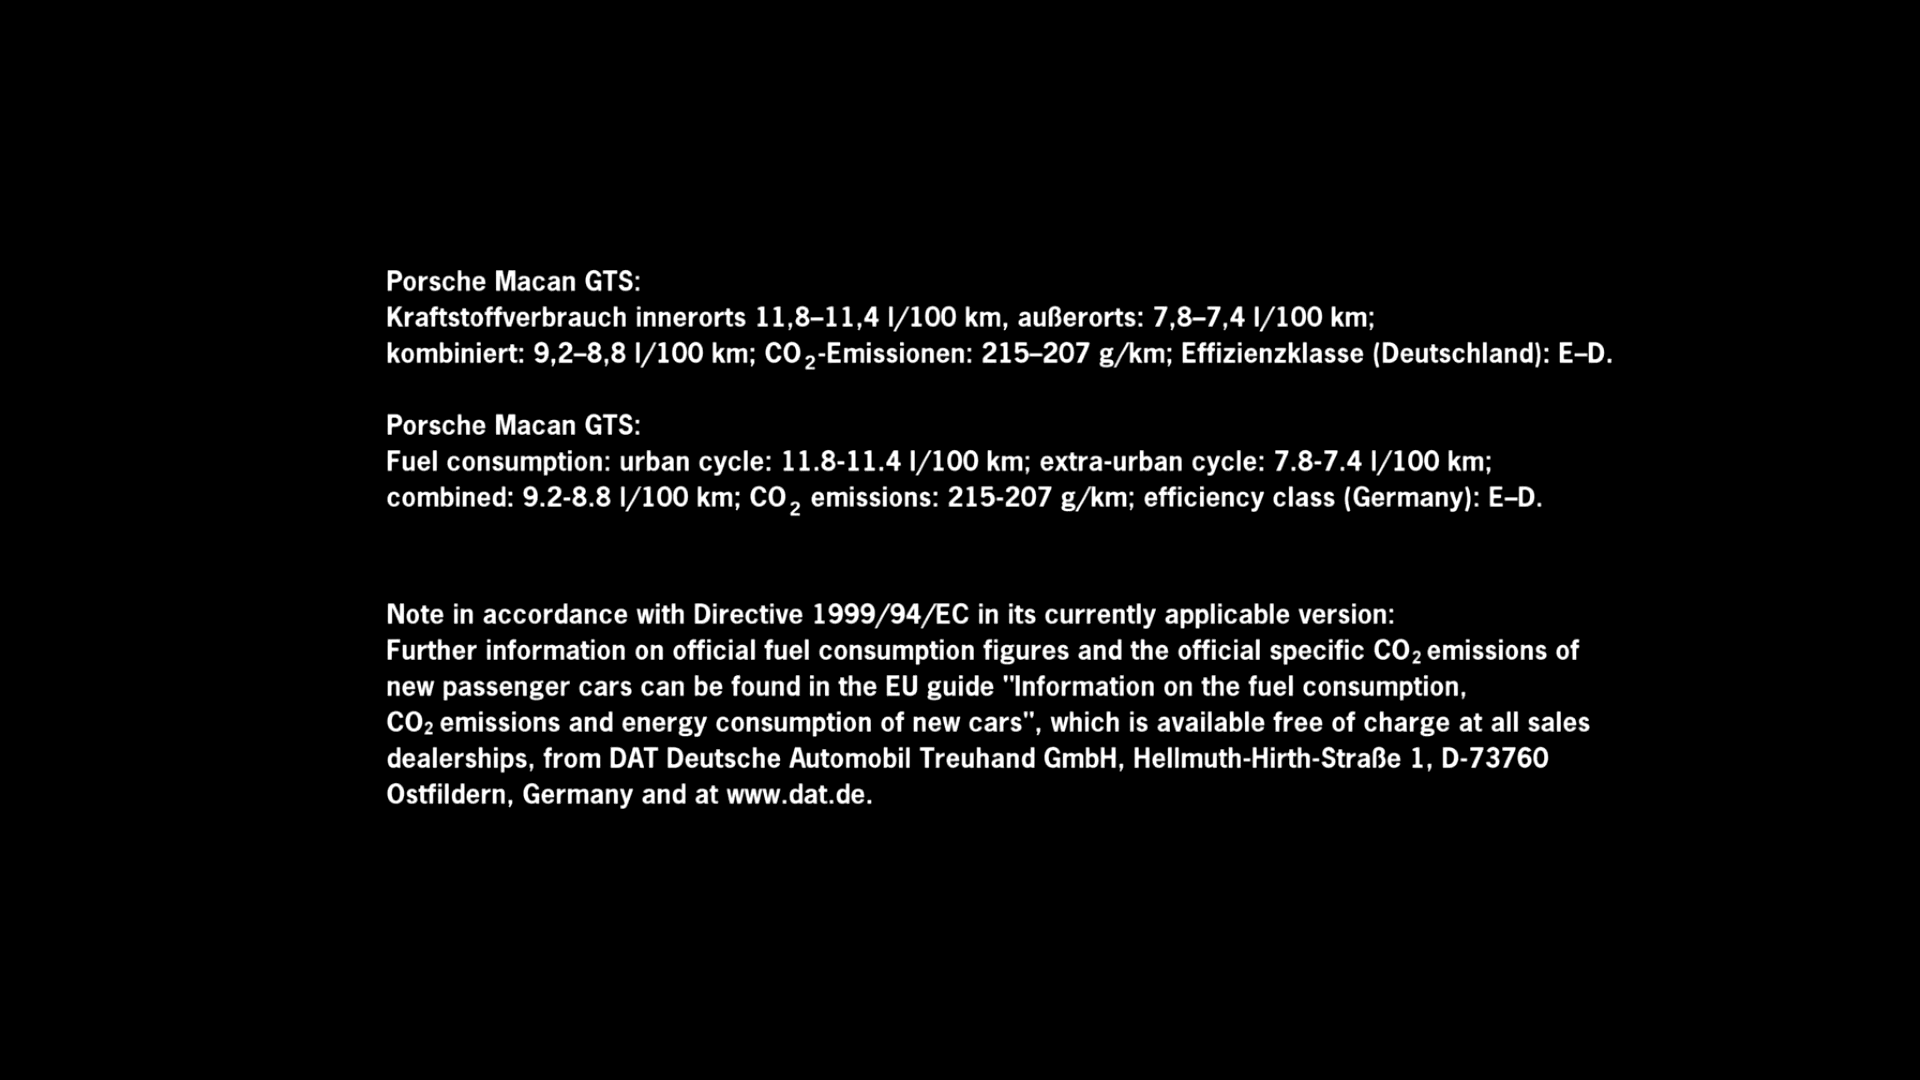 Porsche Macan GTS:
Kraftstoffverbrauch innerorts 11,8–11,4 l/100 km, außerorts: 7,8–7,4 l/100 km;
kombiniert: 9,2–8,8 l/100 km; CO₂-Emissionen: 215–207 g/km; Effizienzklasse (Deutschland): E–D.
Porsche Macan GTS:
Fuel consumption: urban cycle: 11.8-11.4 l/100 km; extra-urban cycle: 7.8-7.4 l/100 km;
combined: 9.2-8.8 l/100 km; CO₂ emissions: 215-207 g/km; efficiency class (Germany): E–D.
Note in accordance with Directive 1999/94/EC in its currently applicable version:
Further information on official fuel consumption figures and the official specific CO₂ emissions of
new passenger cars can be found in the EU guide "Information on the fuel consumption,
CO₂ emissions and energy consumption of new cars", which is available free of charge at all sales
dealerships, from DAT Deutsche Automobil Treuhand GmbH, Hellmuth-Hirth-Straße 1, D-73760
Ostfildern, Germany and at www.dat.de.